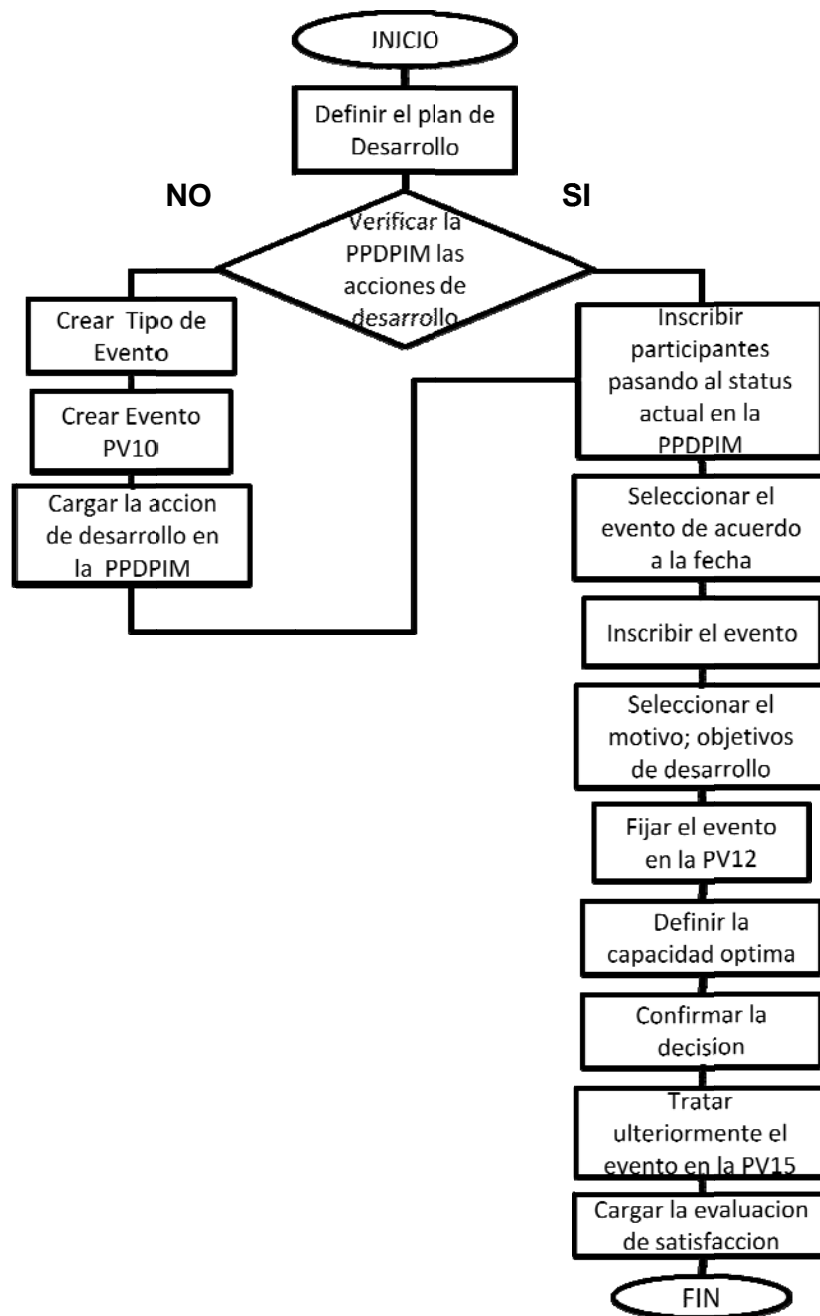 INICIO
Definir el plan de
Desarrollo
NO
SI
Verificar la
PPDPIM las
acciones de
desarrollo
Crear Tipo de
Evento
Crear Evento
PV10
Cargar la accion
de desarrollo en
la PPDPIM
Inscribir
participantes
pasando al status
actual en la
PPDPIM
Seleccionar el
evento de acuerdo
a la fecha
Inscribir el evento
Seleccionar el
motivo; objetivos
de desarrollo
Fijar el evento
en la PV12
Definir la
capacidad optima
Confirmar la
decision
Tratar
ulteriormente el
evento en la PV15
Cargar la evaluacion
de satisfaccion
FIN